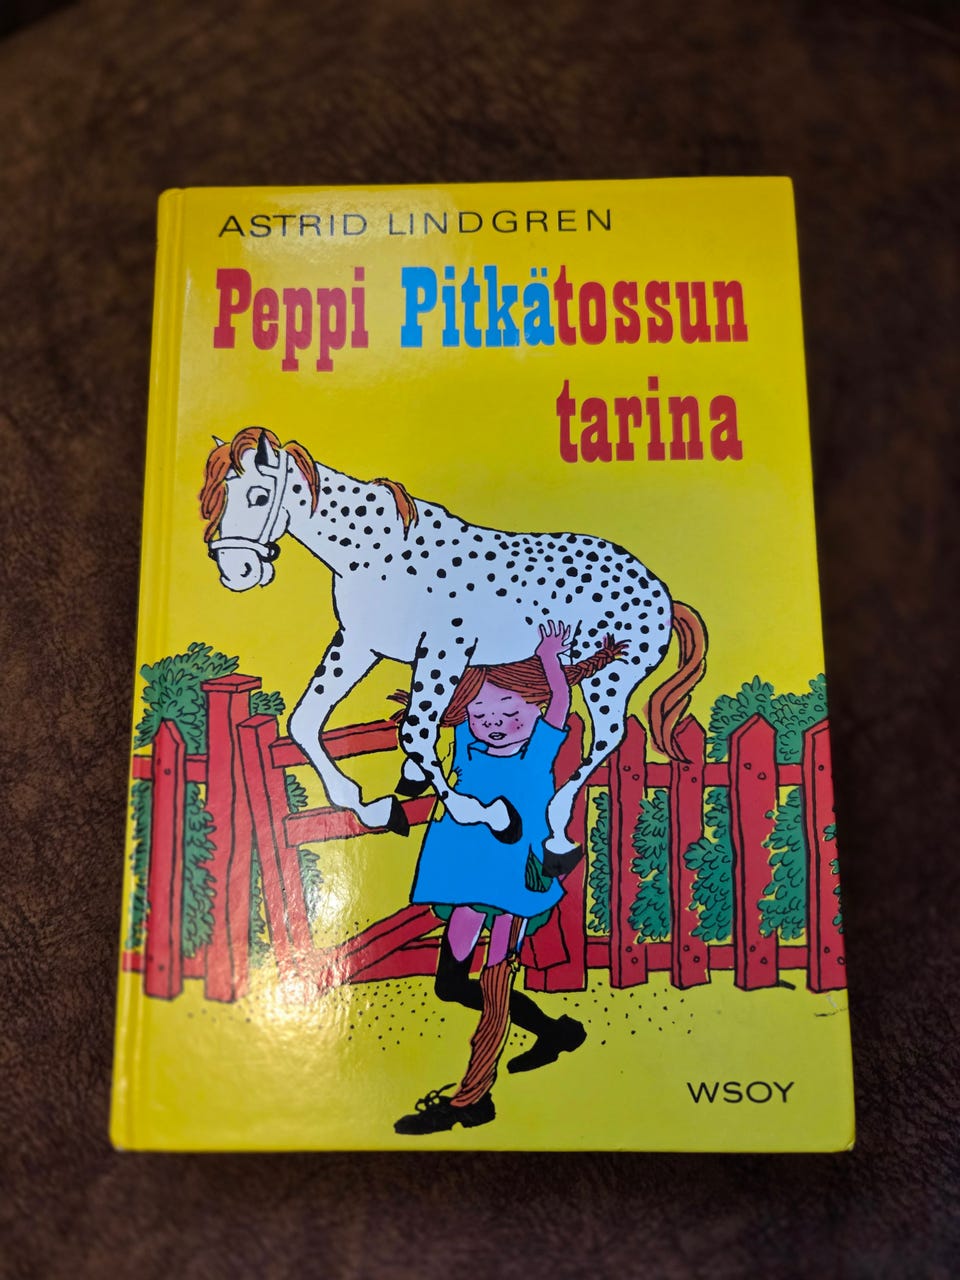 ASTRID LINDGREN
Peppi Pitkätossun
tarina
WSOY